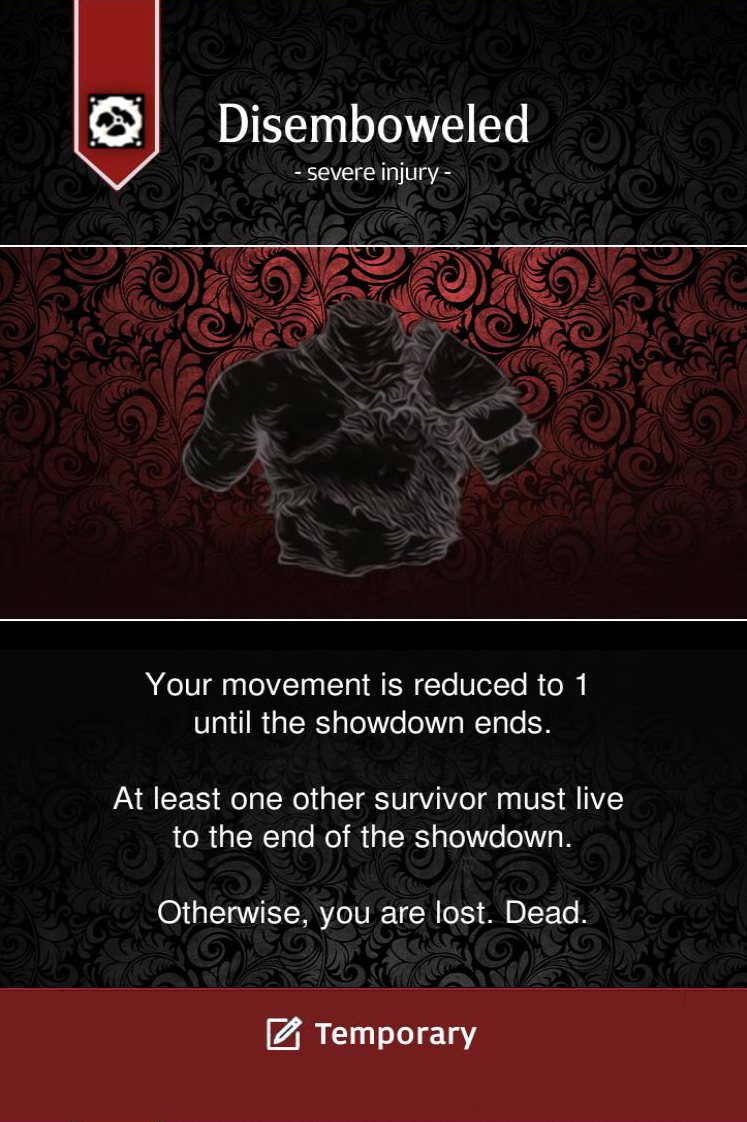 Disemboweled
- severe injury -
Your movement is reduced to 1
until the showdown ends.
At least one other survivor must live
to the end of the showdown.
Otherwise, you are lost. Dead.
Temporary